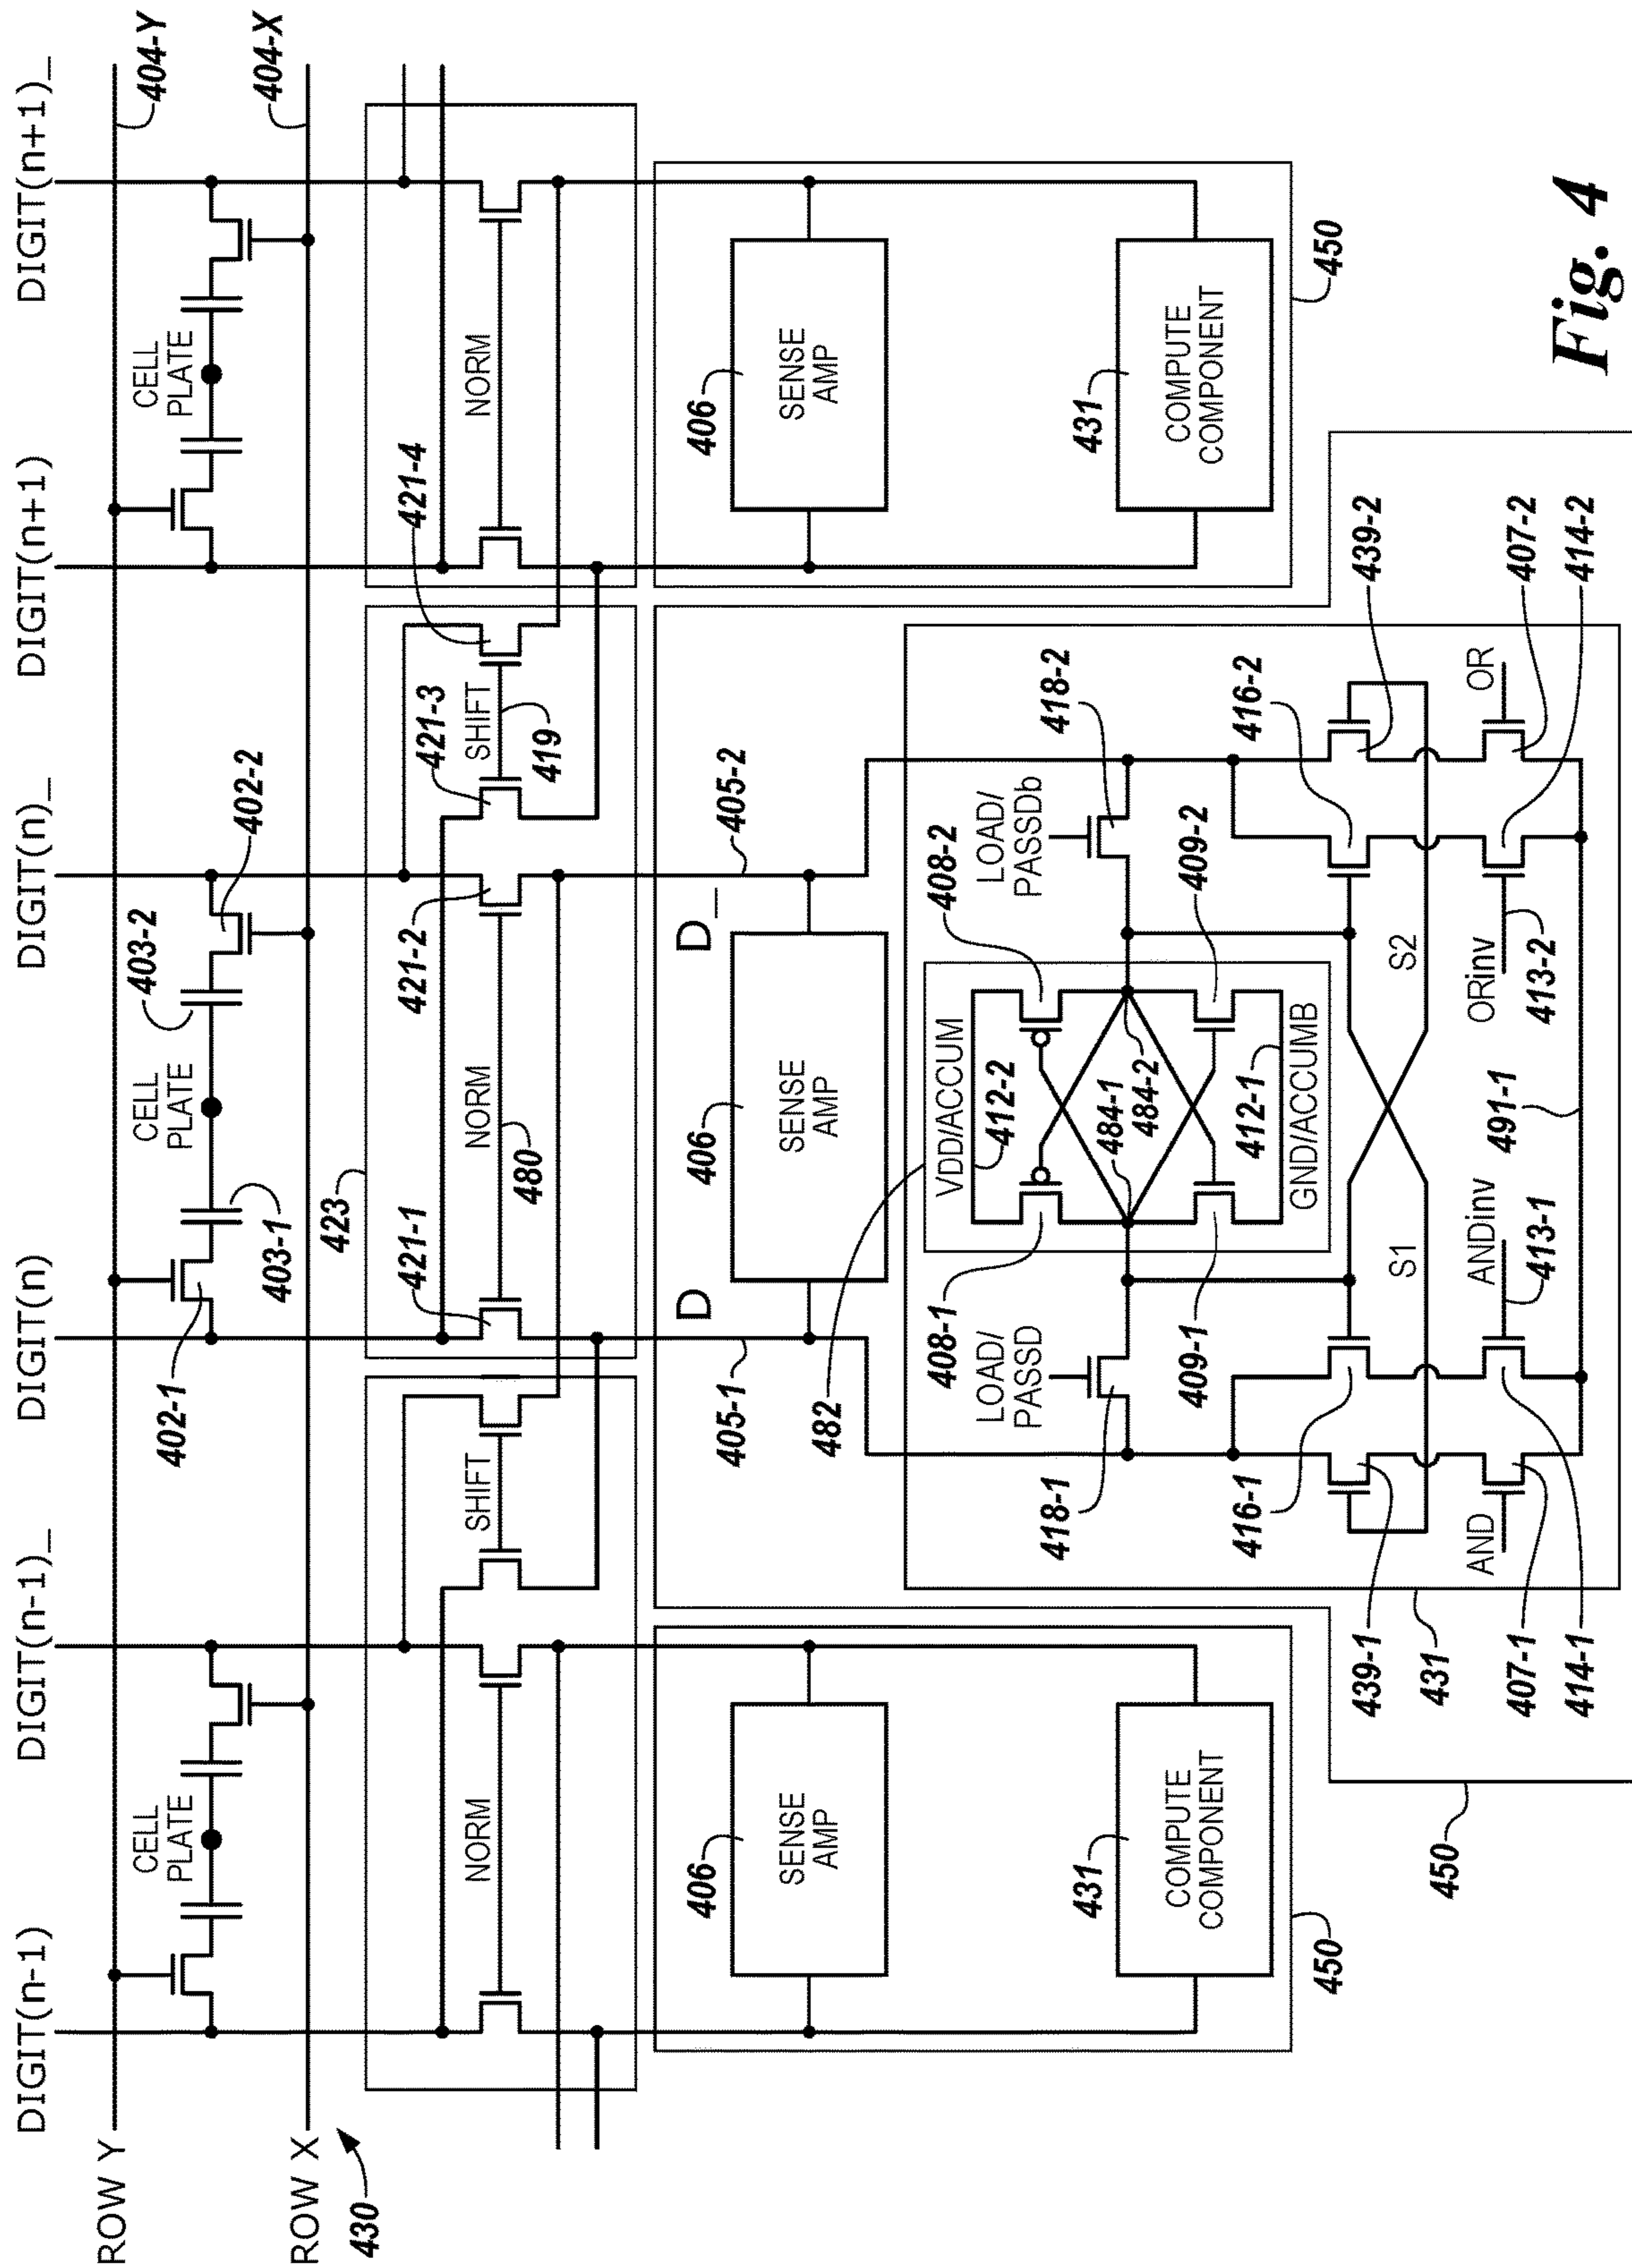 DIGIT(n-1)
DIGIT(n-1)_
DIGIT(n)
DIGIT(n)_
DIGIT(n+1)
DIGIT(n+1)_
ROW Y
404-Y
CELL
PLATE
402-1
403-1
CELL
PLATE
403-2
402-2
CELL
PLATE
ROW X
404-X
430
423
NORM
SHIFT
421-1
NORM
480
421-2
421-3
SHIFT
419
421-4
NORM
405-1
D
D_
405-2
406
SENSE
AMP
406
SENSE
AMP
406
SENSE
AMP
431
COMPUTE
COMPONENT
450
482
LOAD/
PASSD
418-1
408-1
409-1
VDD/ACCUM
412-2
484-1
484-2
412-1
GND/ACCUMB
408-2
409-2
LOAD/
PASSDb
418-2
431
COMPUTE
COMPONENT
450
416-1
S1
S2
416-2
439-1
439-2
431
AND
ANDinv
413-1
ORinv
413-2
OR
407-1
407-2
414-1
491-1
414-2
450
Fig. 4